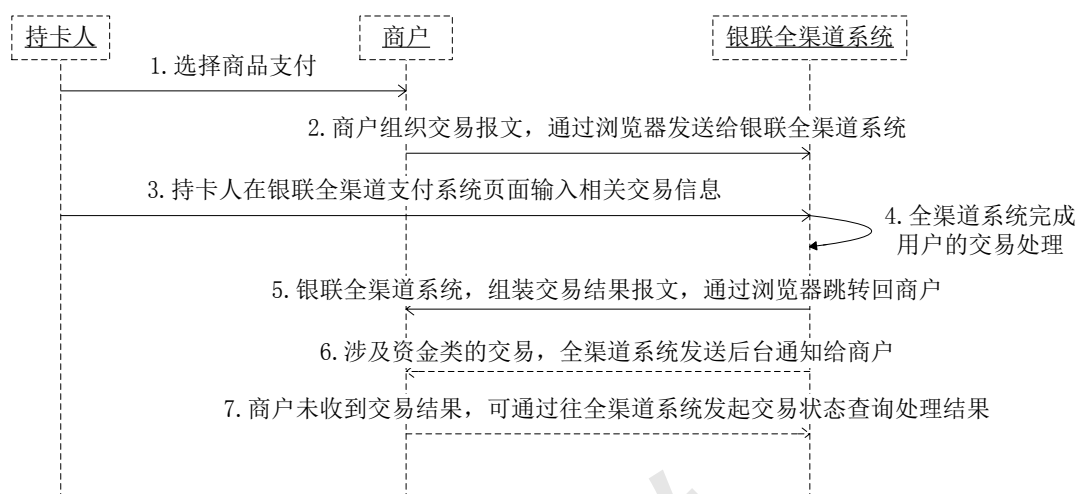 持卡人
商户
银联全渠道系统
1.选择商品支付
2.商户组织交易报文，通过浏览器发送给银联全渠道系统
3.持卡人在银联全渠道支付系统页面输入相关交易信息
4.全渠道系统完成
用户的交易处理
5.银联全渠道系统，组装交易结果报文，通过浏览器跳转回商户
6.涉及资金类的交易，全渠道系统发送后台通知给商户
7.商户未收到交易结果，可通过往全渠道系统发起交易状态查询处理结果